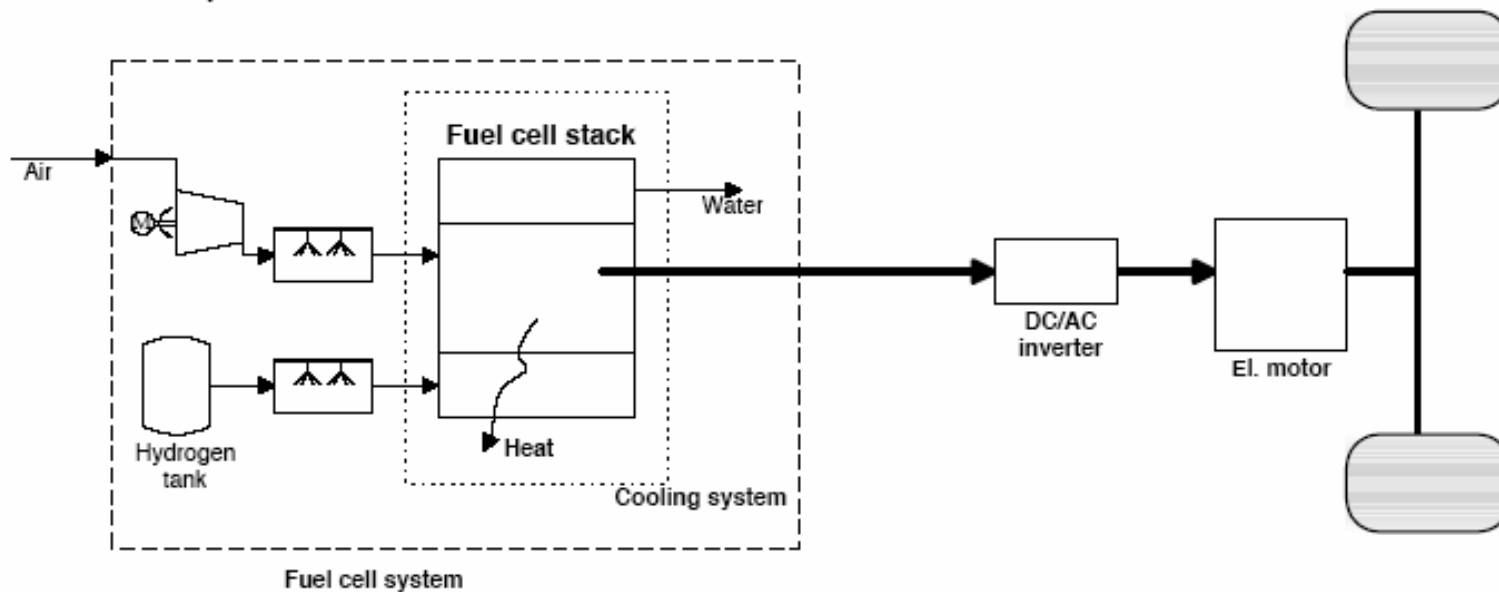 Fuel cell stack
Air
M
Water
DC/AC
inverter
El. motor
Hydrogen
tank
Heat
Cooling system
Fuel cell system